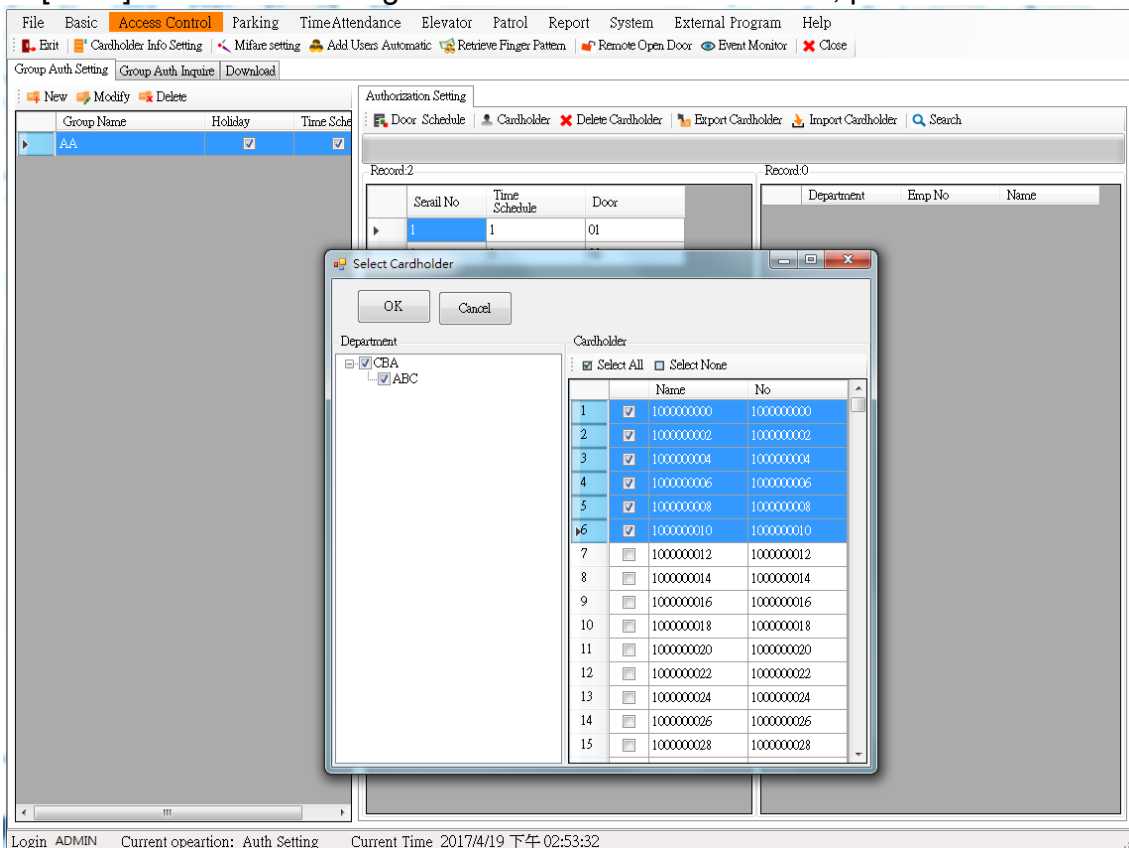 File Basic Access Control Parking TimeAttendance Elevator Patrol Report System External Program Help
Exit Cardholder Info Setting Mifare setting Add Users Automatic Retrieve Finger Pattern Remote Open Door Event Monitor Close
Group Auth Setting Group Auth Inquire Download
New Modify Delete
Authorization Setting
Group Name Holiday Time Sche
Door Schedule Cardholder Delete Cardholder Export Cardholder Import Cardholder Search
AA
Record:2 Record:0
Serail No Time Schedule Door
Department Emp No Name
1 1 01
Select Cardholder
OK Cancel
Department Cardholder
CBA
ABC
Select All Select None
Name No
1 1000000000 1000000000
2 1000000002 1000000002
3 1000000004 1000000004
4 1000000006 1000000006
5 1000000008 1000000008
6 1000000010 1000000010
7 1000000012 1000000012
8 1000000014 1000000014
9 1000000016 1000000016
10 1000000018 1000000018
11 1000000020 1000000020
12 1000000022 1000000022
13 1000000024 1000000024
14 1000000026 1000000026
15 1000000028 1000000028
Login ADMIN Current opeartion: Auth Setting Current Time 2017/4/19 下午 02:53:32